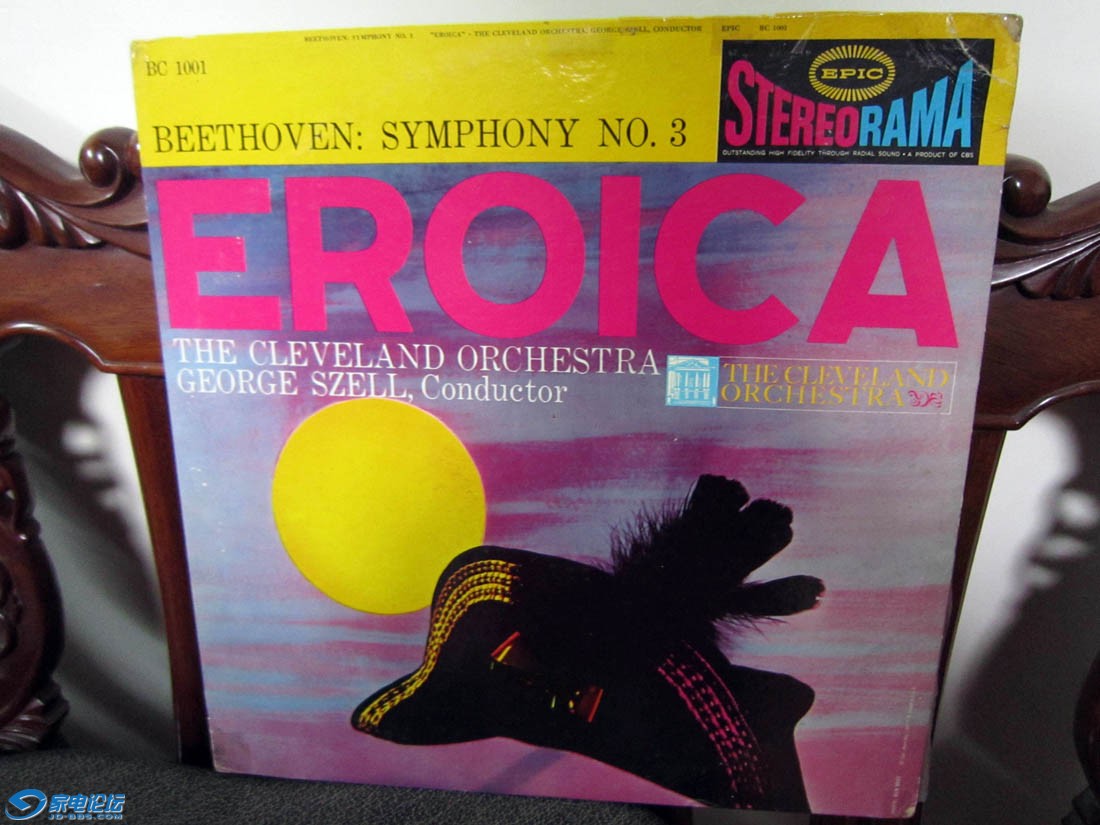 BEETHOVEN: SYMPHONY NO. 3 "EROICA" - THE CLEVELAND ORCHESTRA, GEORGE SZELL, CONDUCTOR EPIC BC 1001
BC 1001
EPIC
STEREORAMA
OUTSTANDING HIGH FIDELITY THROUGH RADIAL SOUND • A PRODUCT OF CBS
BEETHOVEN: SYMPHONY NO. 3
EROICA
THE CLEVELAND ORCHESTRA
GEORGE SZELL, Conductor
THE CLEVELAND
ORCHESTRA
家电论坛
JD-BBS.COM